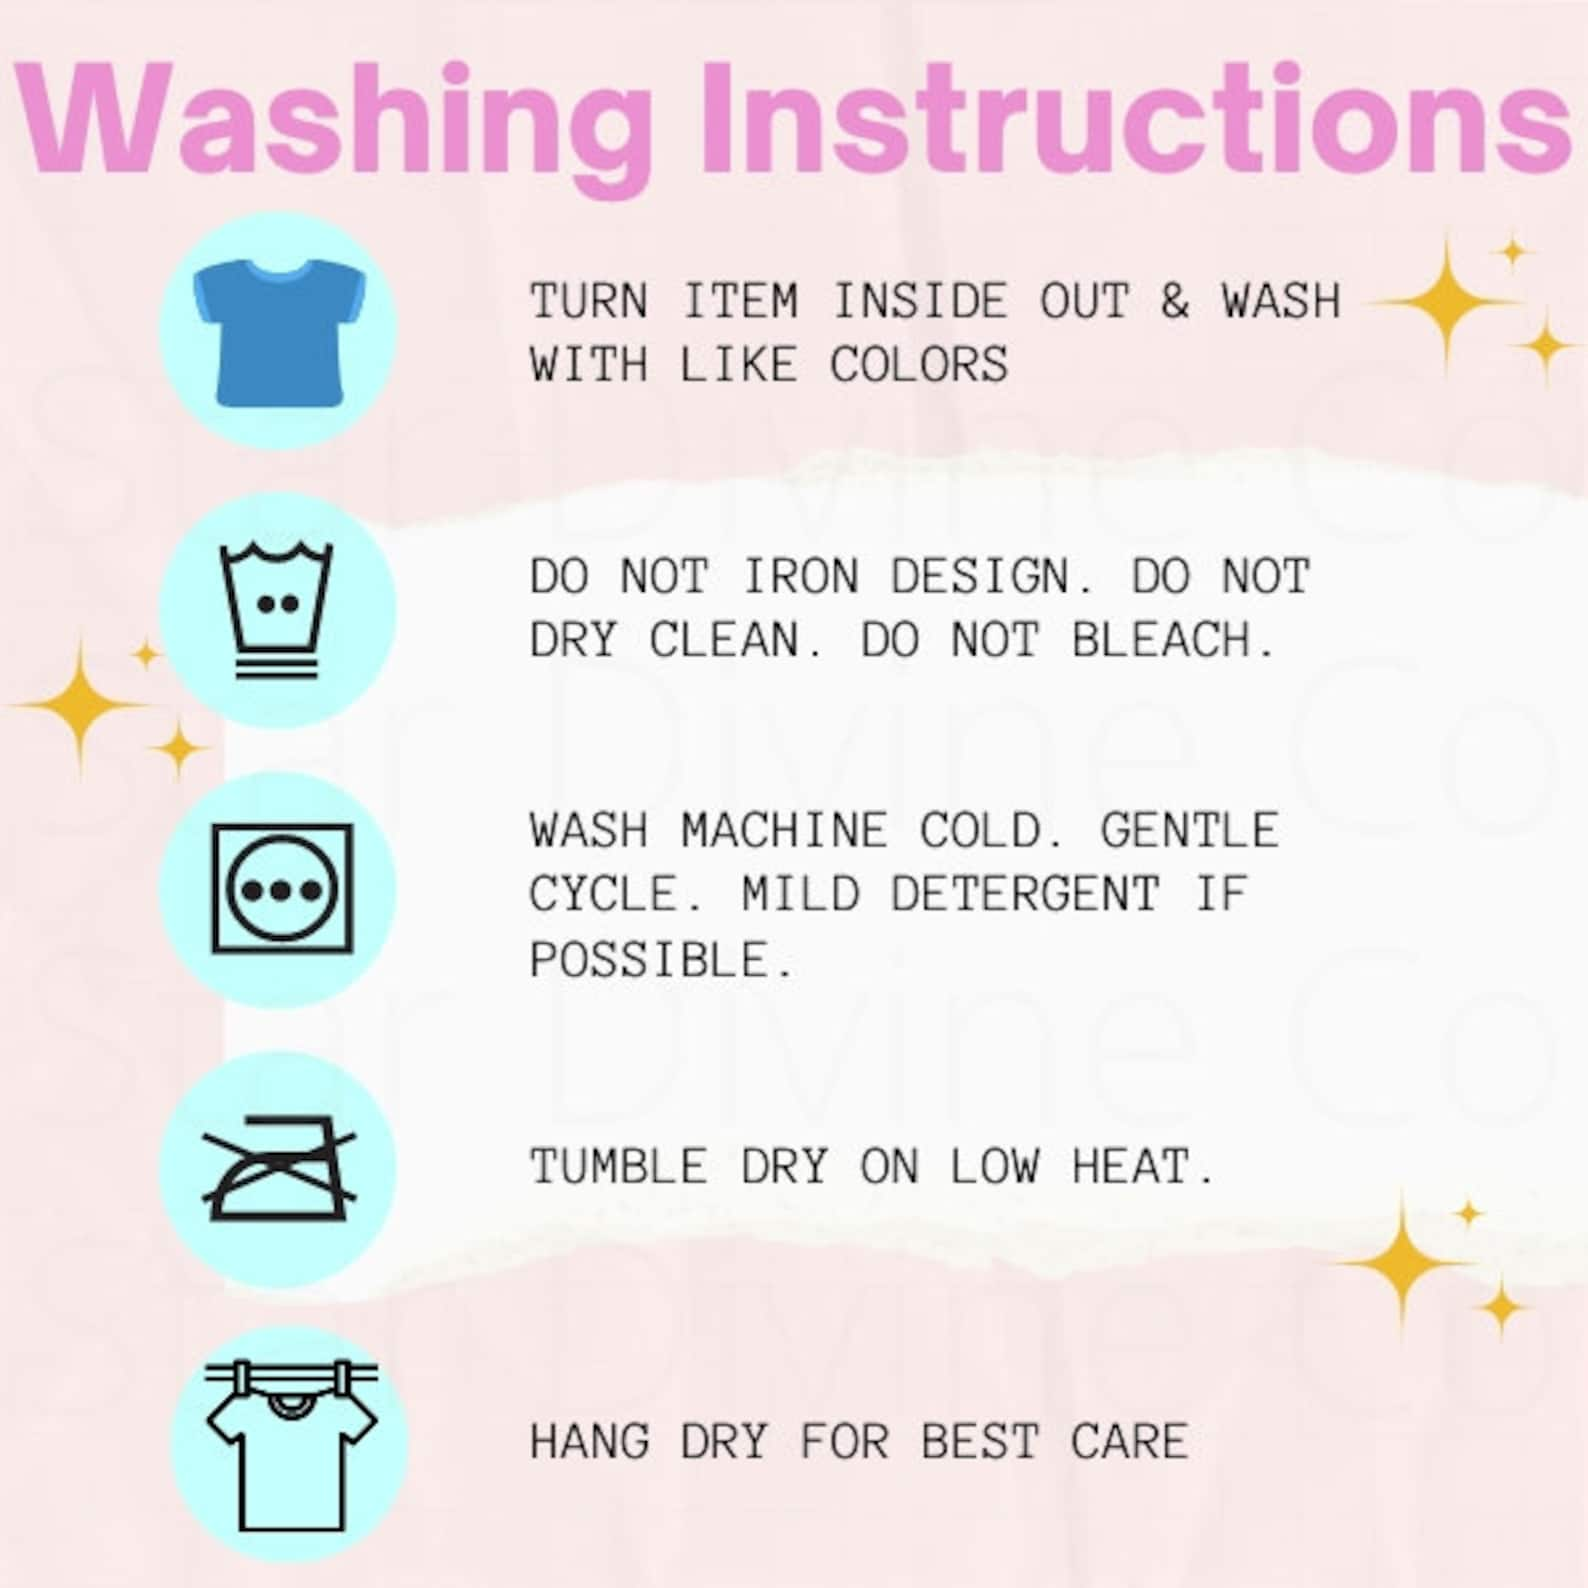 Washing Instructions
TURN ITEM INSIDE OUT & WASH
WITH LIKE COLORS
DO NOT IRON DESIGN. DO NOT
DRY CLEAN. DO NOT BLEACH.
WASH MACHINE COLD. GENTLE
CYCLE. MILD DETERGENT IF
POSSIBLE.
TUMBLE DRY ON LOW HEAT.
HANG DRY FOR BEST CARE